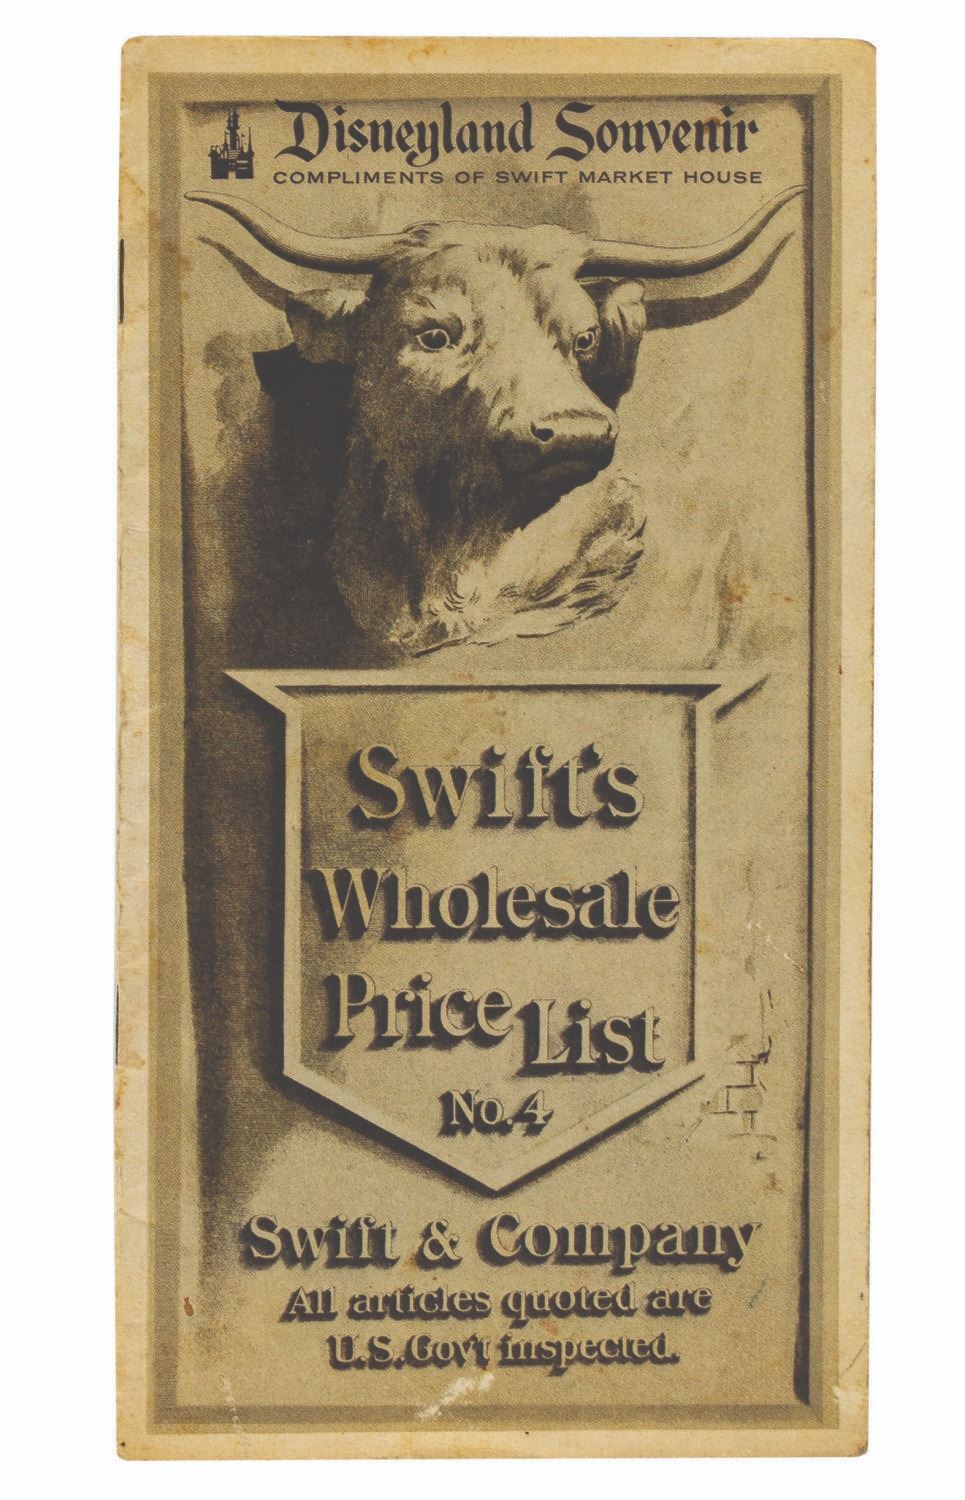 Disneyland Souvenir
COMPLIMENTS OF SWIFT MARKET HOUSE
Swift's
Wholesale
Price List
No. 4
Swift & Company
All articles quoted are
U.S. Gov't inspected.